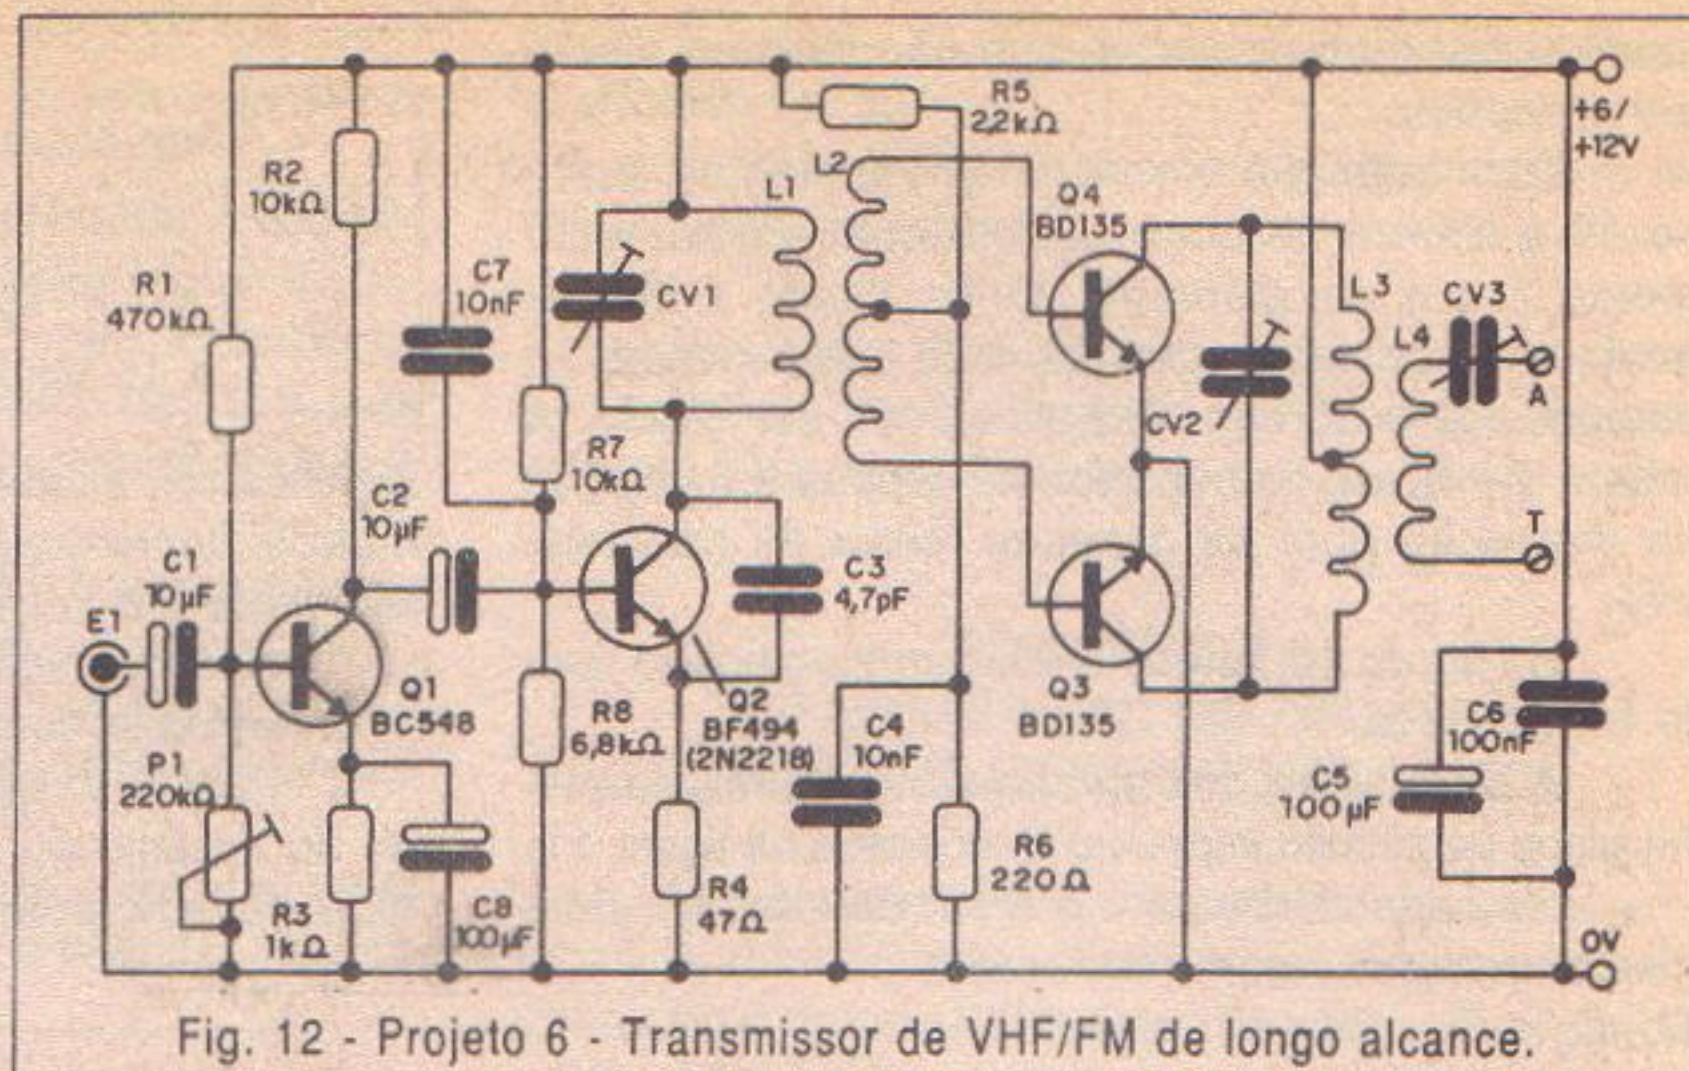 R5
2,2kΩ
+6/
+12V
R2
10kΩ
L1
L2
Q4
BD135
R1
470kΩ
C7
10nF
CV1
L3
CV3
L4
A
CV2
R7
10kΩ
C2
10µF
C1
10µF
C3
4,7pF
T
E1
Q1
BC548
R8
6,8kΩ
Q2
BF494
(2N2218)
C4
10nF
Q3
BD135
C6
100nF
P1
220kΩ
C5
100µF
R3
1kΩ
C8
100µF
R4
47Ω
R6
220Ω
0V
Fig. 12 - Projeto 6 - Transmissor de VHF/FM de longo alcance.